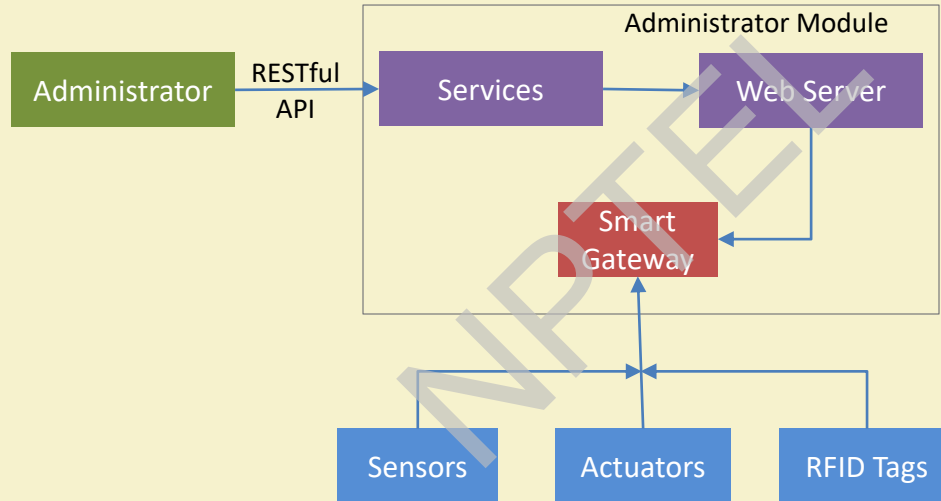 Administrator Module
Administrator
RESTful
API
Services
Web Server
Smart
Gateway
NPTEL
Sensors
Actuators
RFID Tags